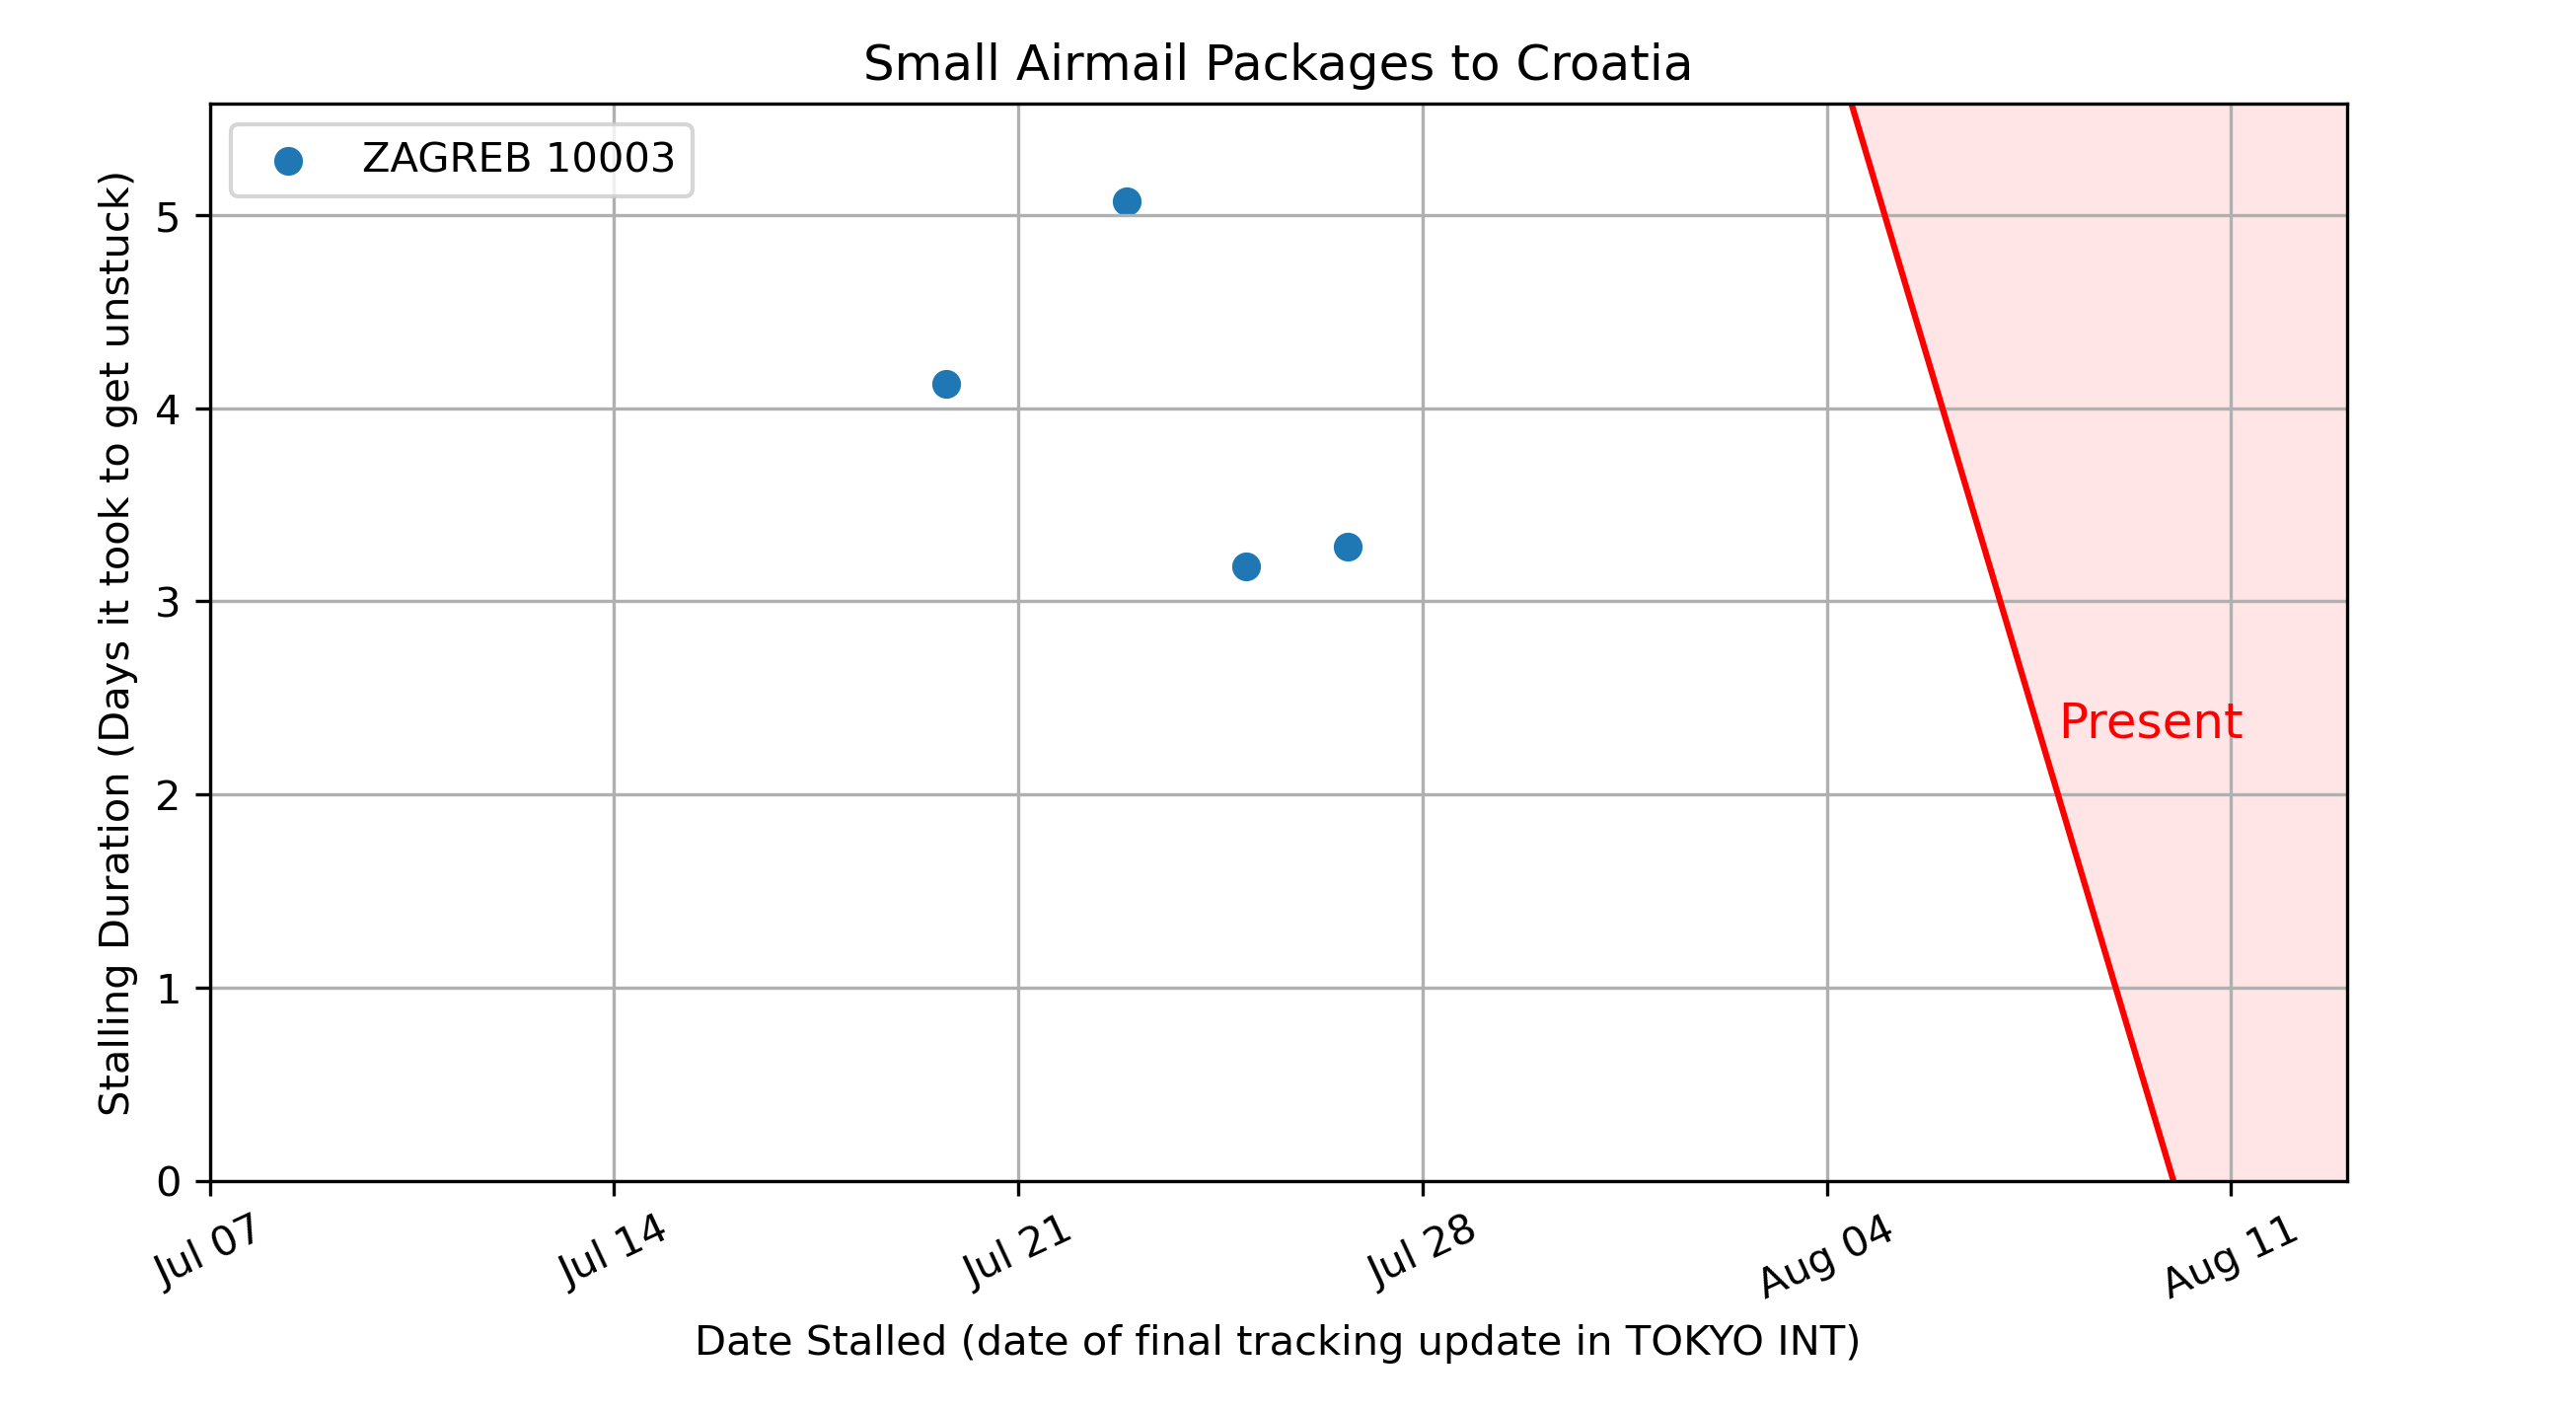 Small Airmail Packages to Croatia
ZAGREB 10003
Stalling Duration (Days it took to get unstuck)
5
4
3
2
1
0
Present
Jul 07
Jul 14
Jul 21
Jul 28
Aug 04
Aug 11
Date Stalled (date of final tracking update in TOKYO INT)